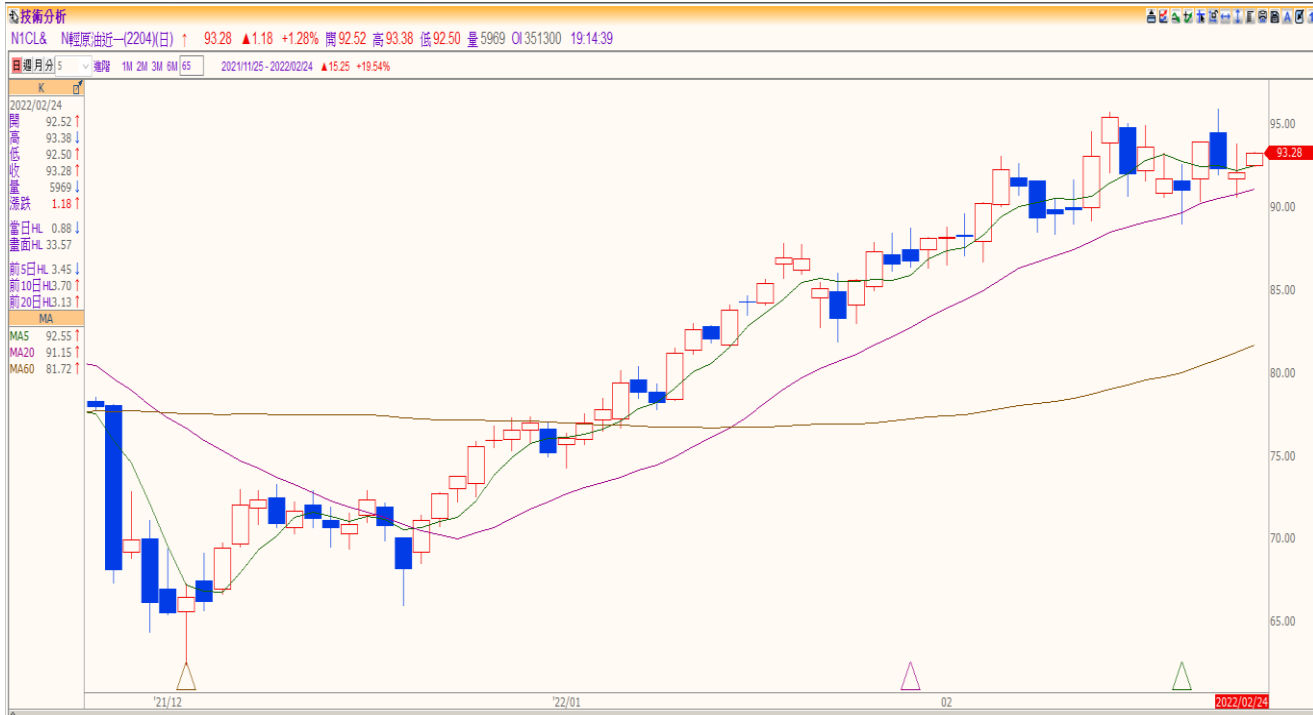 技術分析
N1CL& N輕原油近一(2204)(日) ↑ 93.28 ▲1.18 +1.28% 開 92.52 高 93.38 低 92.50 量 5969 OI 351300 19:14:39
日 週 月 分 5 進階 1M 2M 3M 6M 65 2021/11/25 - 2022/02/24 ▲15.25 +19.54%
K
2022/02/24
開 92.52 ↑
高 93.38 ↓
低 92.50 ↑
收 93.28 ↑
量 5969 ↓
漲跌 1.18 ↑
當日HL 0.88 ↓
畫面HL 33.57
前5日HL 3.45 ↓
前10日HL 3.70 ↑
前20日HL 3.13 ↑
MA
MA5 92.55 ↑
MA20 91.15 ↑
MA60 81.72 ↑
95.00
93.28
90.00
85.00
80.00
75.00
70.00
65.00
'21/12 '22/01 02 2022/02/24